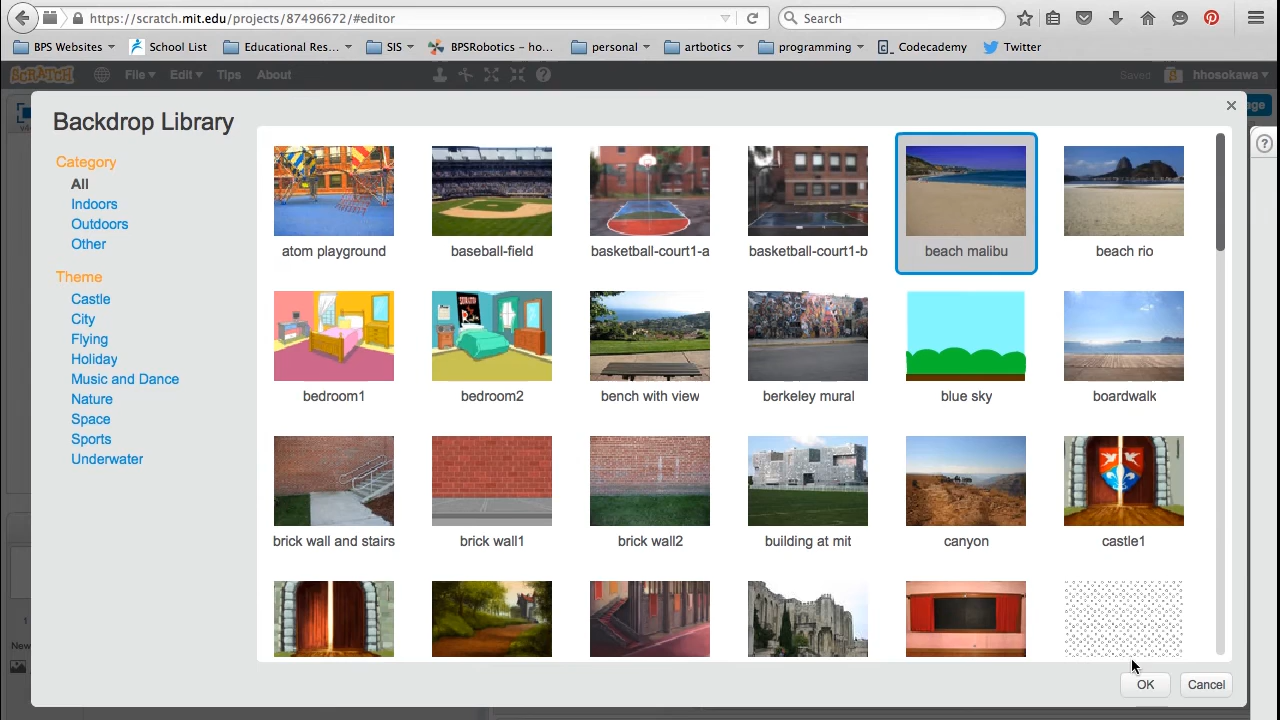 https://scratch.mit.edu/projects/87496672/#editor
Search
BPS Websites
School List
Educational Res...
SIS
BPSRobotics - ho...
personal
artbotics
programming
Codecademy
Twitter
SCRATCH
File
Edit
Tips
About
Saved
hhosokawa
Backdrop Library
Category
All
Indoors
Outdoors
Other
Theme
Castle
City
Flying
Holiday
Music and Dance
Nature
Space
Sports
Underwater
atom playground
baseball-field
basketball-court1-a
basketball-court1-b
beach malibu
beach rio
bedroom1
bedroom2
bench with view
berkeley mural
blue sky
boardwalk
brick wall and stairs
brick wall1
brick wall2
building at mit
canyon
castle1
New
OK
Cancel